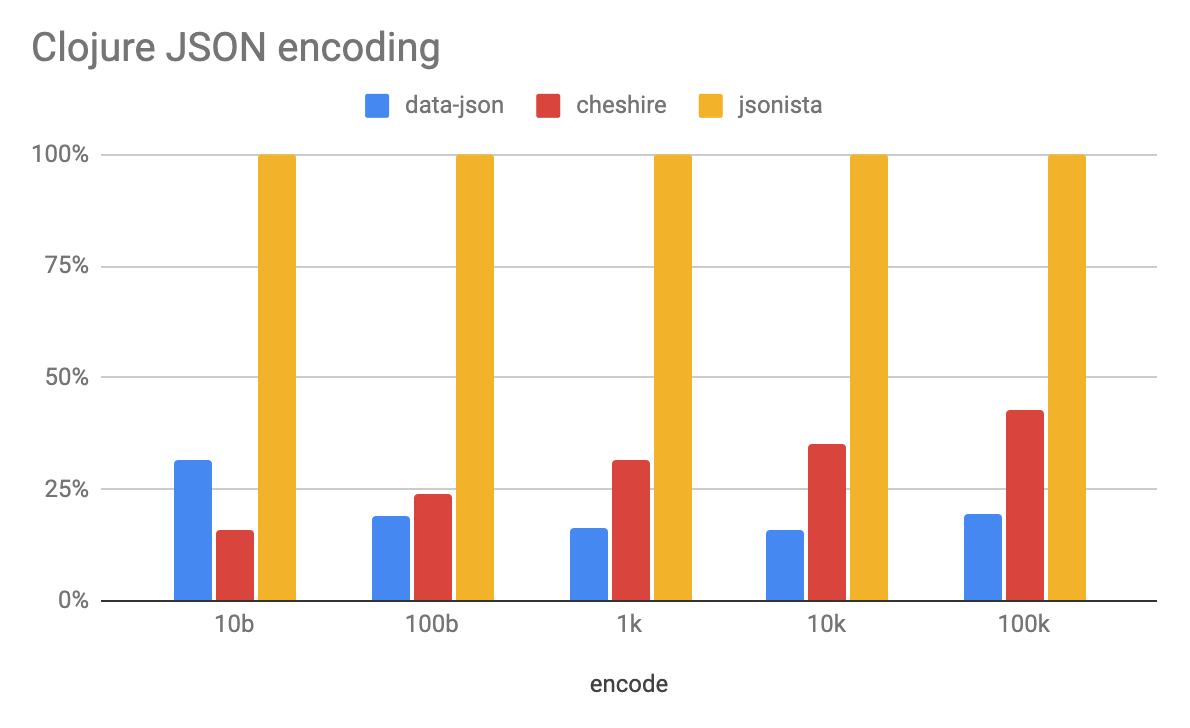 Clojure JSON encoding
data-json cheshire jsonista
100%
75%
50%
25%
0%
10b 100b 1k 10k 100k
encode